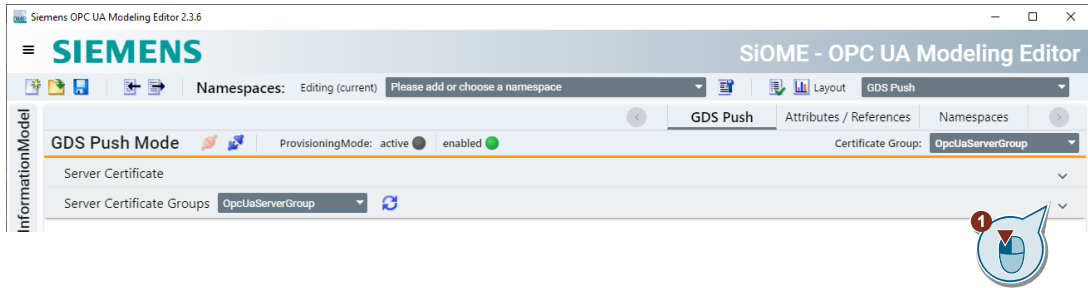 Siemens OPC UA Modeling Editor 2.3.6
SIEMENS SiOME - OPC UA Modeling Editor
Namespaces: Editing (current) Please add or choose a namespace Layout GDS Push
InformationModel
GDS Push Attributes / References Namespaces
GDS Push Mode ProvisioningMode: active enabled Certificate Group: OpcUaServerGroup
Server Certificate
Server Certificate Groups OpcUaServerGroup
1